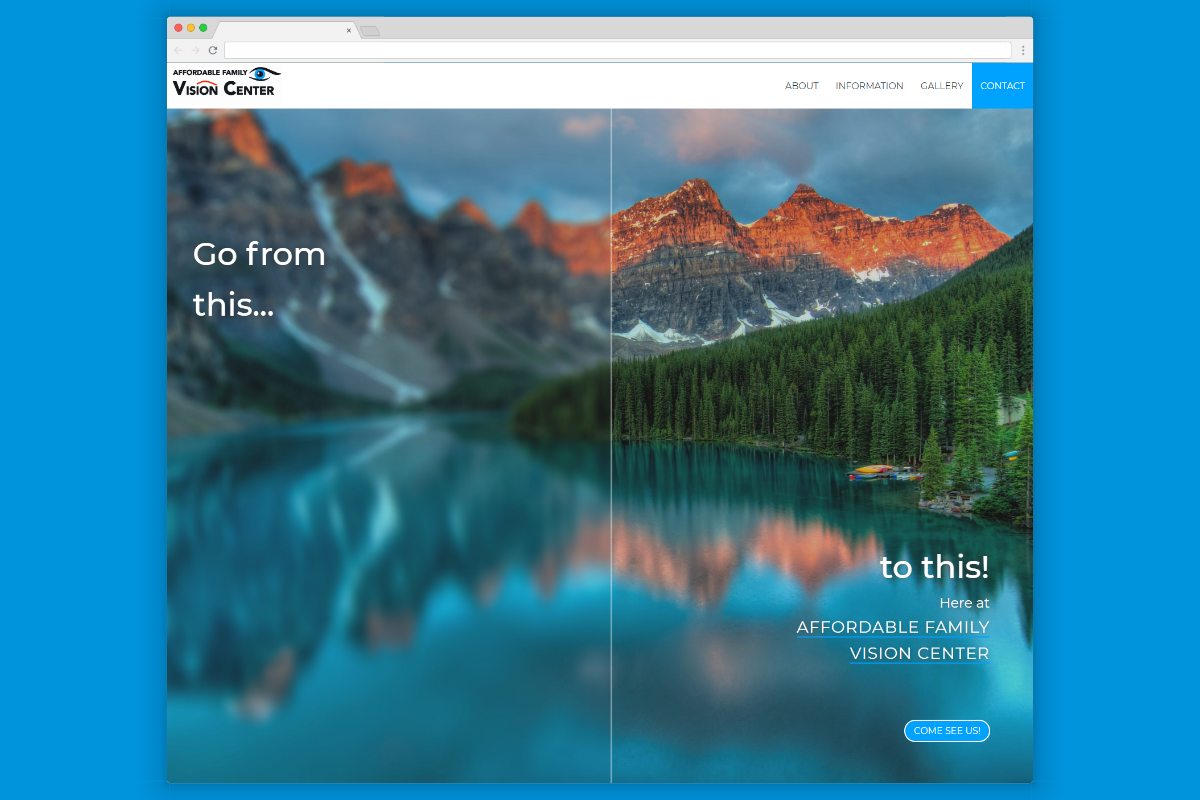 AFFORDABLE FAMILY
VISION CENTER
ABOUT
INFORMATION
GALLERY
CONTACT
Go from
this...
to this!
Here at
AFFORDABLE FAMILY
VISION CENTER
COME SEE US!